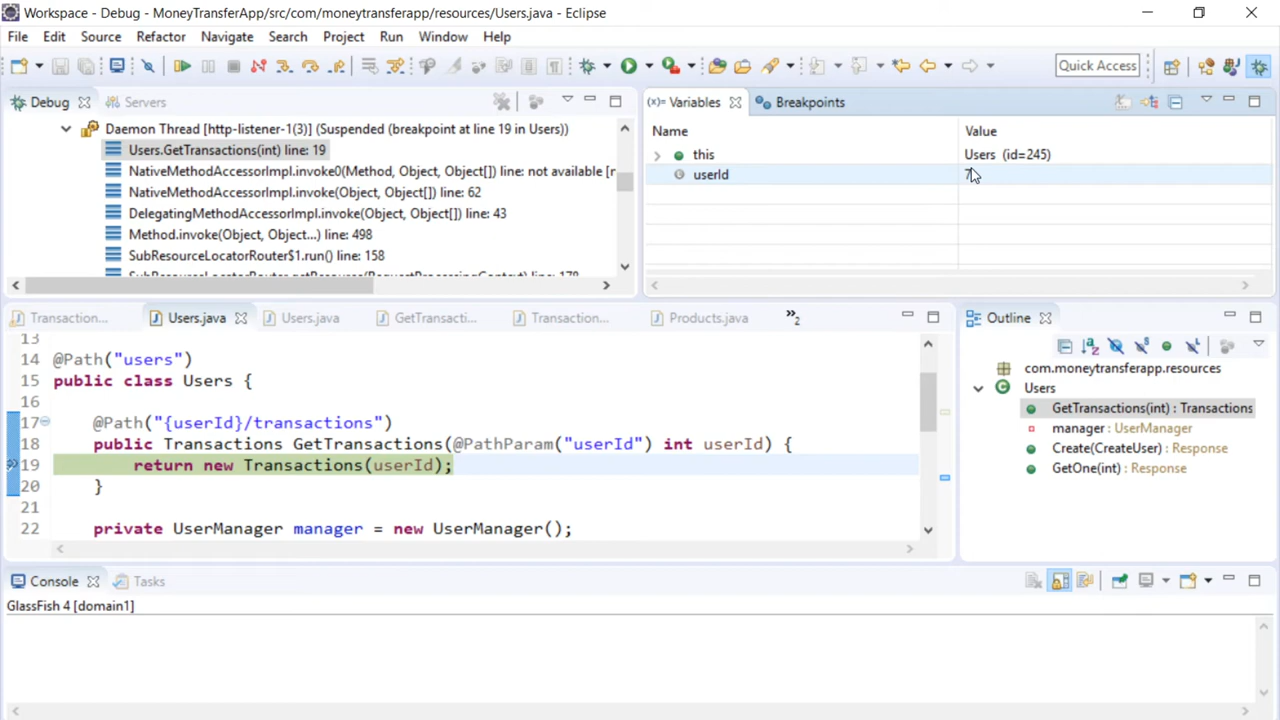 Workspace - Debug - MoneyTransferApp/src/com/moneytransferapp/resources/Users.java - Eclipse
File Edit Source Refactor Navigate Search Project Run Window Help
Quick Access
Debug Servers
Daemon Thread [http-listener-1(3)] (Suspended (breakpoint at line 19 in Users))
Users.GetTransactions(int) line: 19
NativeMethodAccessorImpl.invoke0(Method, Object, Object[]) line: not available [n
NativeMethodAccessorImpl.invoke(Object, Object[]) line: 62
DelegatingMethodAccessorImpl.invoke(Object, Object[]) line: 43
Method.invoke(Object, Object...) line: 498
SubResourceLocatorRouter$1.run() line: 158
SubResourceLocatorRouter.getResource(RequestProcessingContext) line: 178
(x)= Variables Breakpoints
Name Value
this Users (id=245)
userId 7
Transaction... Users.java Users.java GetTransacti... Transaction... Products.java »2
13
14 @Path("users")
15 public class Users {
16
17 @Path("{userId}/transactions")
18 public Transactions GetTransactions(@PathParam("userId") int userId) {
19 return new Transactions(userId);
20 }
21
22 private UserManager manager = new UserManager();
Outline
com.moneytransferapp.resources
Users
GetTransactions(int) : Transactions
manager : UserManager
Create(CreateUser) : Response
GetOne(int) : Response
Console Tasks
GlassFish 4 [domain1]